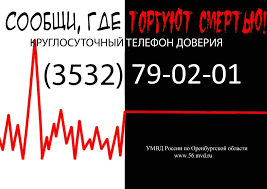 СООБЩИ, ГДЕ ТОРГУЮТ СМЕРТЬЮ!
КРУГЛОСУТОЧНЫЙ ТЕЛЕФОН ДОВЕРИЯ
(3532) 79-02-01
УМВД России по Оренбургской области
www.56.mvd.ru